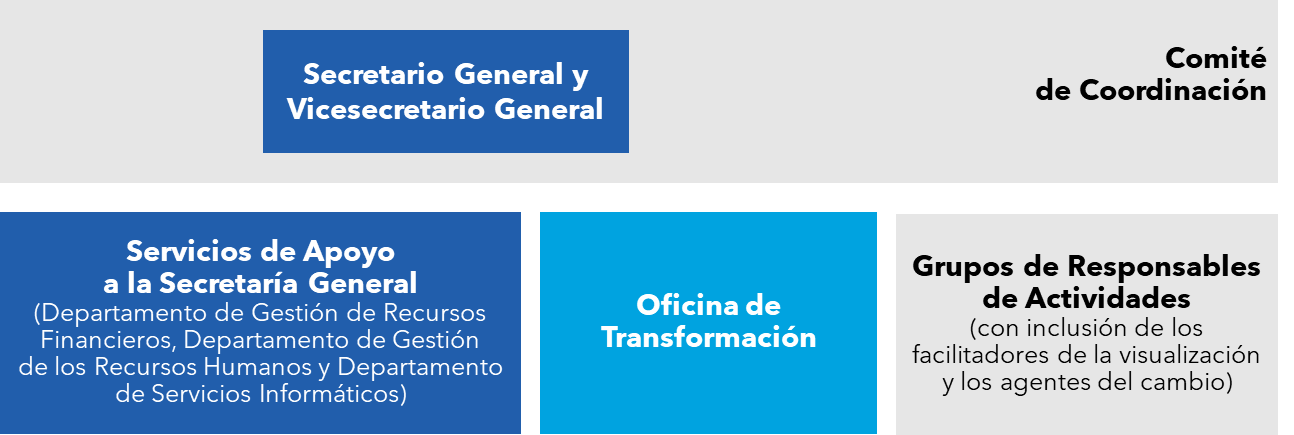 Secretario General y
Vicesecretario General
Comité
de Coordinación
Servicios de Apoyo
a la Secretaría General
(Departamento de Gestión de Recursos
Financieros, Departamento de Gestión
de los Recursos Humanos y Departamento
de Servicios Informáticos)
Oficina de
Transformación
Grupos de Responsables
de Actividades
(con inclusión de los
facilitadores de la visualización
y los agentes del cambio)